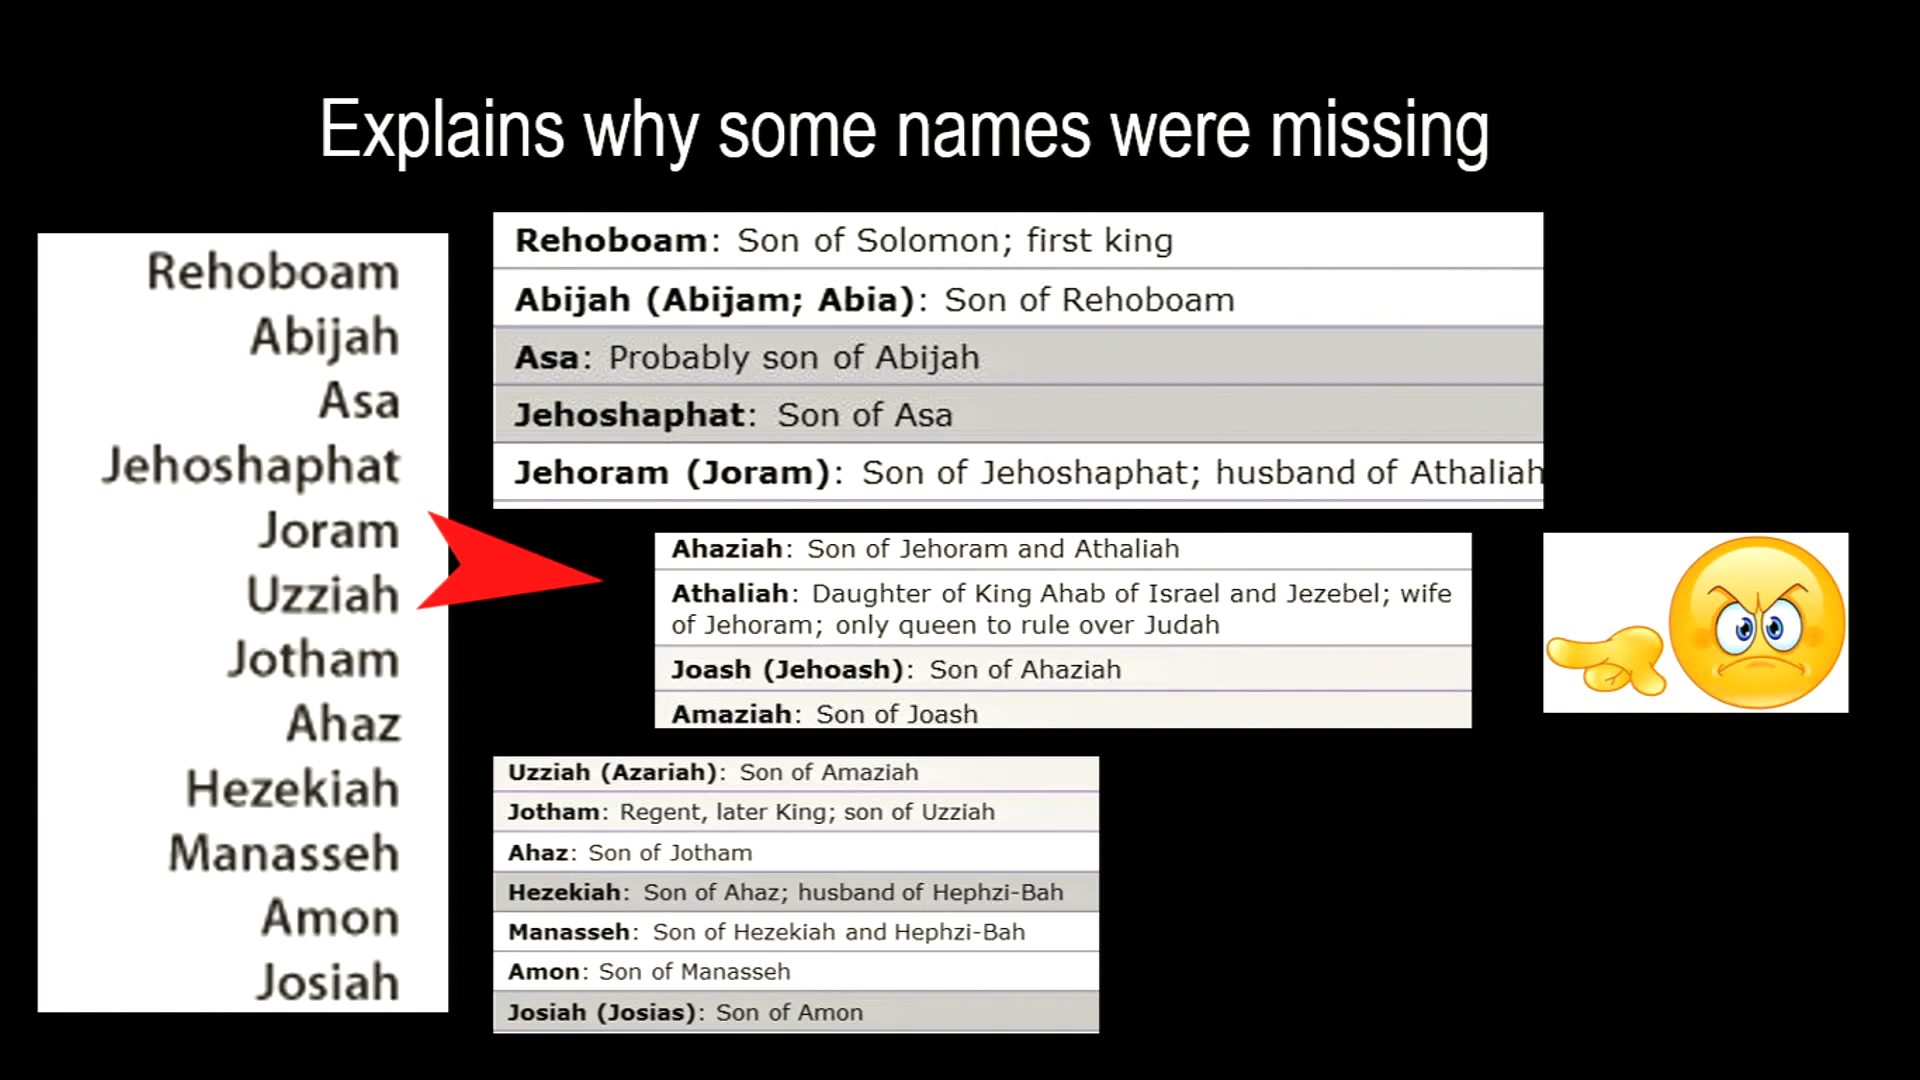 Explains why some names were missing
Rehoboam
Abijah
Asa
Jehoshaphat
Joram
Uzziah
Jotham
Ahaz
Hezekiah
Manasseh
Amon
Josiah
Rehoboam: Son of Solomon; first king
Abijah (Abijam; Abia): Son of Rehoboam
Asa: Probably son of Abijah
Jehoshaphat: Son of Asa
Jehoram (Joram): Son of Jehoshaphat; husband of Athaliah
Ahaziah: Son of Jehoram and Athaliah
Athaliah: Daughter of King Ahab of Israel and Jezebel; wife
of Jehoram; only queen to rule over Judah
Joash (Jehoash): Son of Ahaziah
Amaziah: Son of Joash
Uzziah (Azariah): Son of Amaziah
Jotham: Regent, later King; son of Uzziah
Ahaz: Son of Jotham
Hezekiah: Son of Ahaz; husband of Hephzi-Bah
Manasseh: Son of Hezekiah and Hephzi-Bah
Amon: Son of Manasseh
Josiah (Josias): Son of Amon